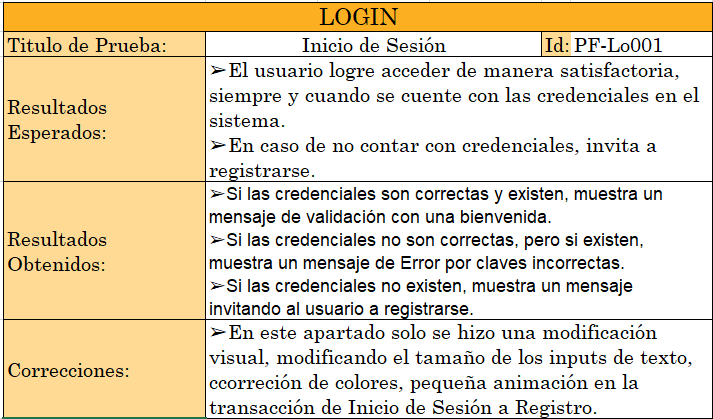 LOGIN
Titulo de Prueba: Inicio de Sesión Id: PF-Lo001
Resultados Esperados:
➢El usuario logre acceder de manera satisfactoria,
siempre y cuando se cuente con las credenciales en el
sistema.
➢En caso de no contar con credenciales, invita a
registrarse.
Resultados Obtenidos:
➢Si las credenciales son correctas y existen, muestra un
mensaje de validación con una bienvenida.
➢Si las credenciales no son correctas, pero si existen,
muestra un mensaje de Error por claves incorrectas.
➢Si las credenciales no existen, muestra un mensaje
invitando al usuario a registrarse.
Correcciones:
➢En este apartado solo se hizo una modificación
visual, modificando el tamaño de los inputs de texto,
ccorreción de colores, pequeña animación en la
transacción de Inicio de Sesión a Registro.